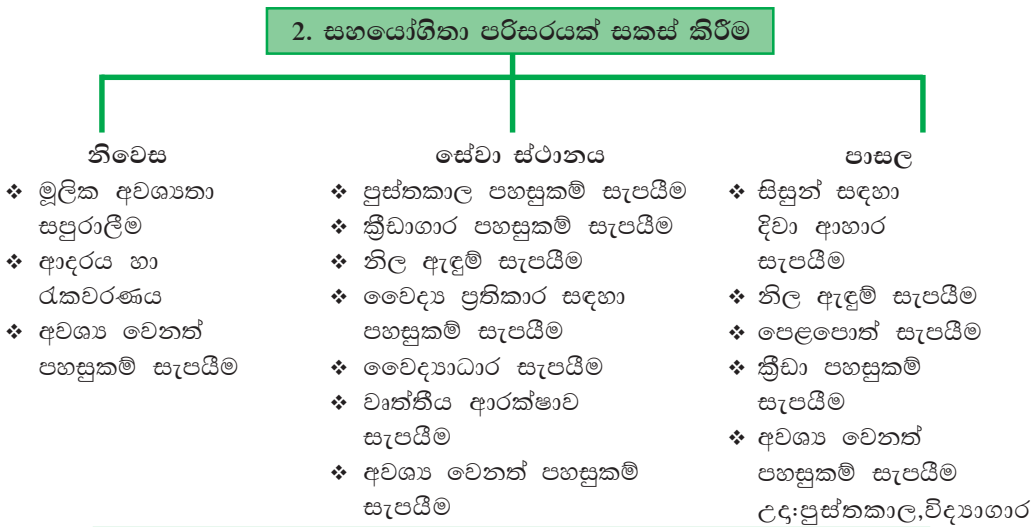 2. සහයෝගිතා පරිසරයක් සකස් කිරීම
නිවෙස
❖ මූලික අවශ්‍යතා
සපුරාලීම
❖ ආදරය හා
රැකවරණය
❖ අවශ්‍ය වෙනත්
පහසුකම් සැපයීම
සේවා ස්ථානය
❖ පුස්තකාල පහසුකම් සැපයීම
❖ ක්‍රීඩාගාර පහසුකම් සැපයීම
❖ නිල ඇඳුම් සැපයීම
❖ වෛද්‍ය ප්‍රතිකාර සඳහා
පහසුකම් සැපයීම
❖ වෛද්‍යාධාර සැපයීම
❖ වෘත්තීය ආරක්ෂාව
සැපයීම
❖ අවශ්‍ය වෙනත් පහසුකම්
සැපයීම
පාසල
❖ සිසුන් සඳහා
දිවා ආහාර
සැපයීම
❖ නිල ඇඳුම් සැපයීම
❖ පෙළපොත් සැපයීම
❖ ක්‍රීඩා පහසුකම්
සැපයීම
❖ අවශ්‍ය වෙනත්
පහසුකම් සැපයීම
උදා:පුස්තකාල,විද්‍යාගාර